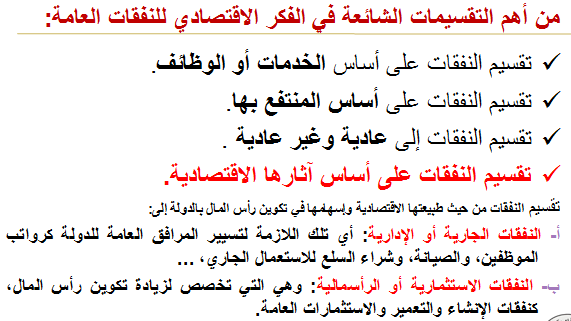 من أهم التقسيمات الشائعة في الفكر الاقتصادي للنفقات العامة:
✓ تقسيم النفقات على أساس الخدمات أو الوظائف.
✓ تقسيم النفقات على أساس المنتفع بها.
✓ تقسيم النفقات إلى عادية وغير عادية .
✓ تقسيم النفقات على أساس آثارها الاقتصادية.
تقسيم النفقات من حيث طبيعتها الاقتصادية وإسهامها في تكوين رأس المال بالدولة إلى:
أ- النفقات الجارية أو الإدارية: أي تلك اللازمة لتسيير المرافق العامة للدولة كرواتب
الموظفين، والصيانة، وشراء السلع للاستعمال الجاري، ...
ب- النفقات الاستثمارية أو الرأسمالية: وهي التي تخصص لزيادة تكوين رأس المال،
كنفقات الإنشاء والتعمير والاستثمارات العامة.